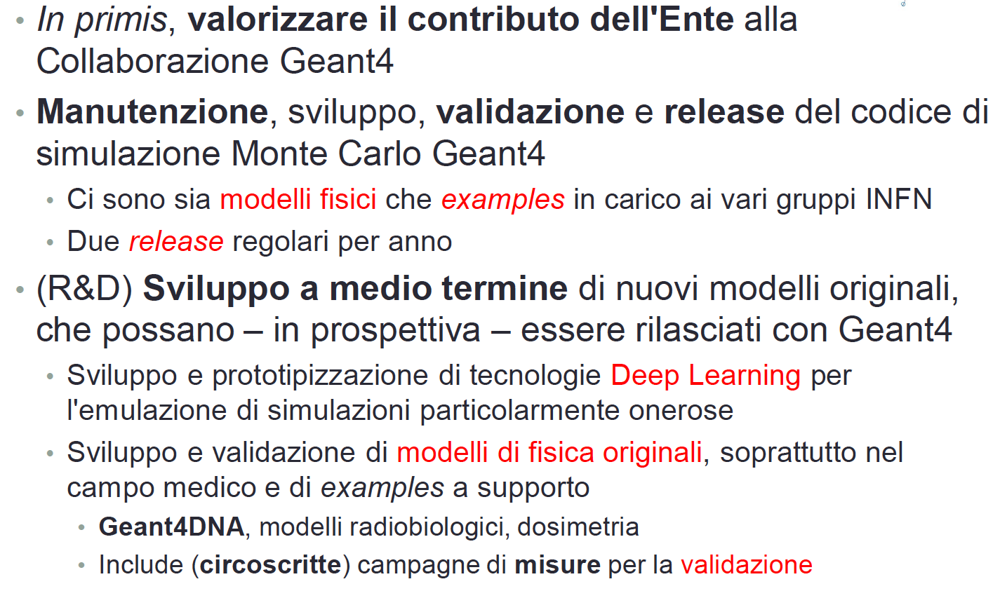 • In primis, valorizzare il contributo dell'Ente alla
Collaborazione Geant4
• Manutenzione, sviluppo, validazione e release del codice di
simulazione Monte Carlo Geant4
• Ci sono sia modelli fisici che examples in carico ai vari gruppi INFN
• Due release regolari per anno
• (R&D) Sviluppo a medio termine di nuovi modelli originali,
che possano – in prospettiva – essere rilasciati con Geant4
• Sviluppo e prototipizzazione di tecnologie Deep Learning per
l'emulazione di simulazioni particolarmente onerose
• Sviluppo e validazione di modelli di fisica originali, soprattutto nel
campo medico e di examples a supporto
• Geant4DNA, modelli radiobiologici, dosimetria
• Include (circoscritte) campagne di misure per la validazione